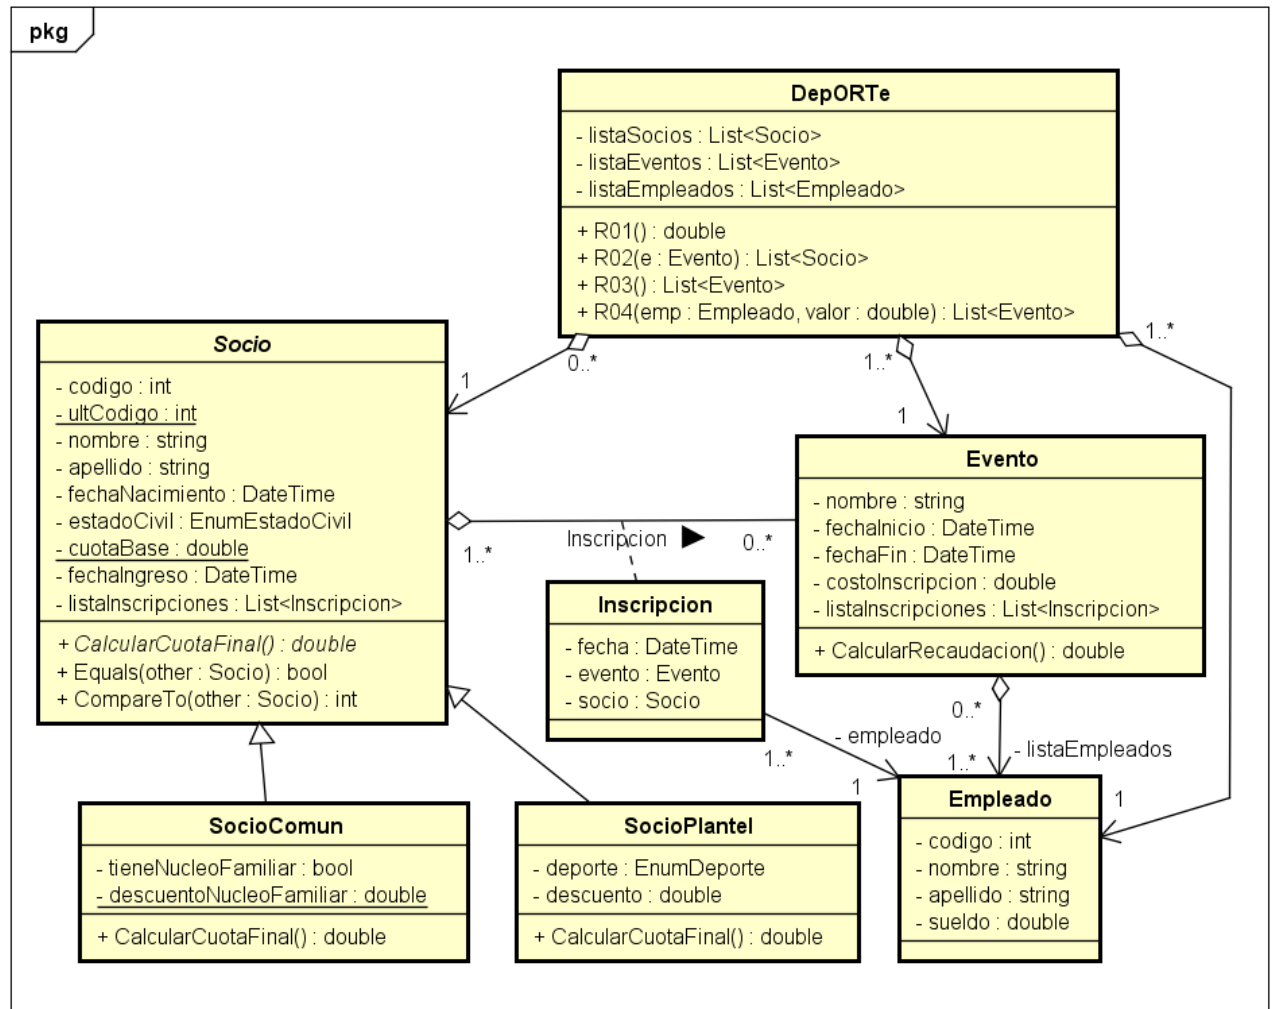 pkg
DepORTe
- listaSocios : List<Socio>
- listaEventos : List<Evento>
- listaEmpleados : List<Empleado>
+ R01() : double
+ R02(e : Evento) : List<Socio>
+ R03() : List<Evento>
+ R04(emp : Empleado, valor : double) : List<Evento>
0..*
1
1..*
1
1..*
1
Socio
- codigo : int
- ultCodigo : int
- nombre : string
- apellido : string
- fechaNacimiento : DateTime
- estadoCivil : EnumEstadoCivil
- cuotaBase : double
- fechaIngreso : DateTime
- listaInscripciones : List<Inscripcion>
+ CalcularCuotaFinal() : double
+ Equals(other : Socio) : bool
+ CompareTo(other : Socio) : int
1..*
Inscripcion
0..*
Evento
- nombre : string
- fechaInicio : DateTime
- fechaFin : DateTime
- costoInscripcion : double
- listaInscripciones : List<Inscripcion>
+ CalcularRecaudacion() : double
Inscripcion
- fecha : DateTime
- evento : Evento
- socio : Socio
- empleado
1..*
1
0..*
- listaEmpleados
1..*
SocioComun
- tieneNucleoFamiliar : bool
- descuentoNucleoFamiliar : double
+ CalcularCuotaFinal() : double
SocioPlantel
- deporte : EnumDeporte
- descuento : double
+ CalcularCuotaFinal() : double
Empleado
- codigo : int
- nombre : string
- apellido : string
- sueldo : double